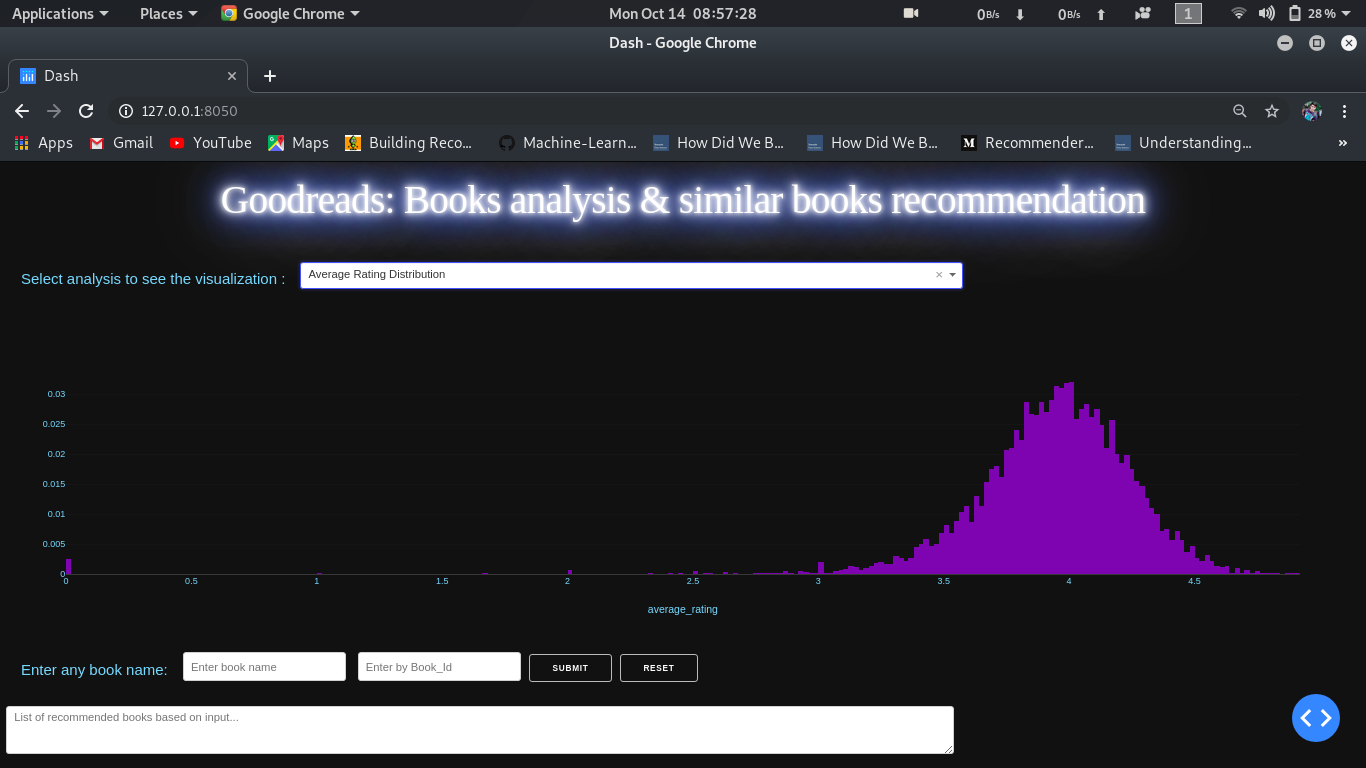 Applications Places Google Chrome Mon Oct 14 08:57:28 0B/s 0B/s 1 28 %
Dash - Google Chrome
Dash
127.0.0.1:8050
Apps Gmail YouTube Maps Building Reco... Machine-Learn... How Did We B... How Did We B... Recommender... Understanding... »
Goodreads: Books analysis & similar books recommendation
Select analysis to see the visualization : Average Rating Distribution
0.03
0.025
0.02
0.015
0.01
0.005
0
0 0.5 1 1.5 2 2.5 3 3.5 4 4.5
average_rating
Enter any book name: Enter book name Enter by Book_Id SUBMIT RESET
List of recommended books based on input...